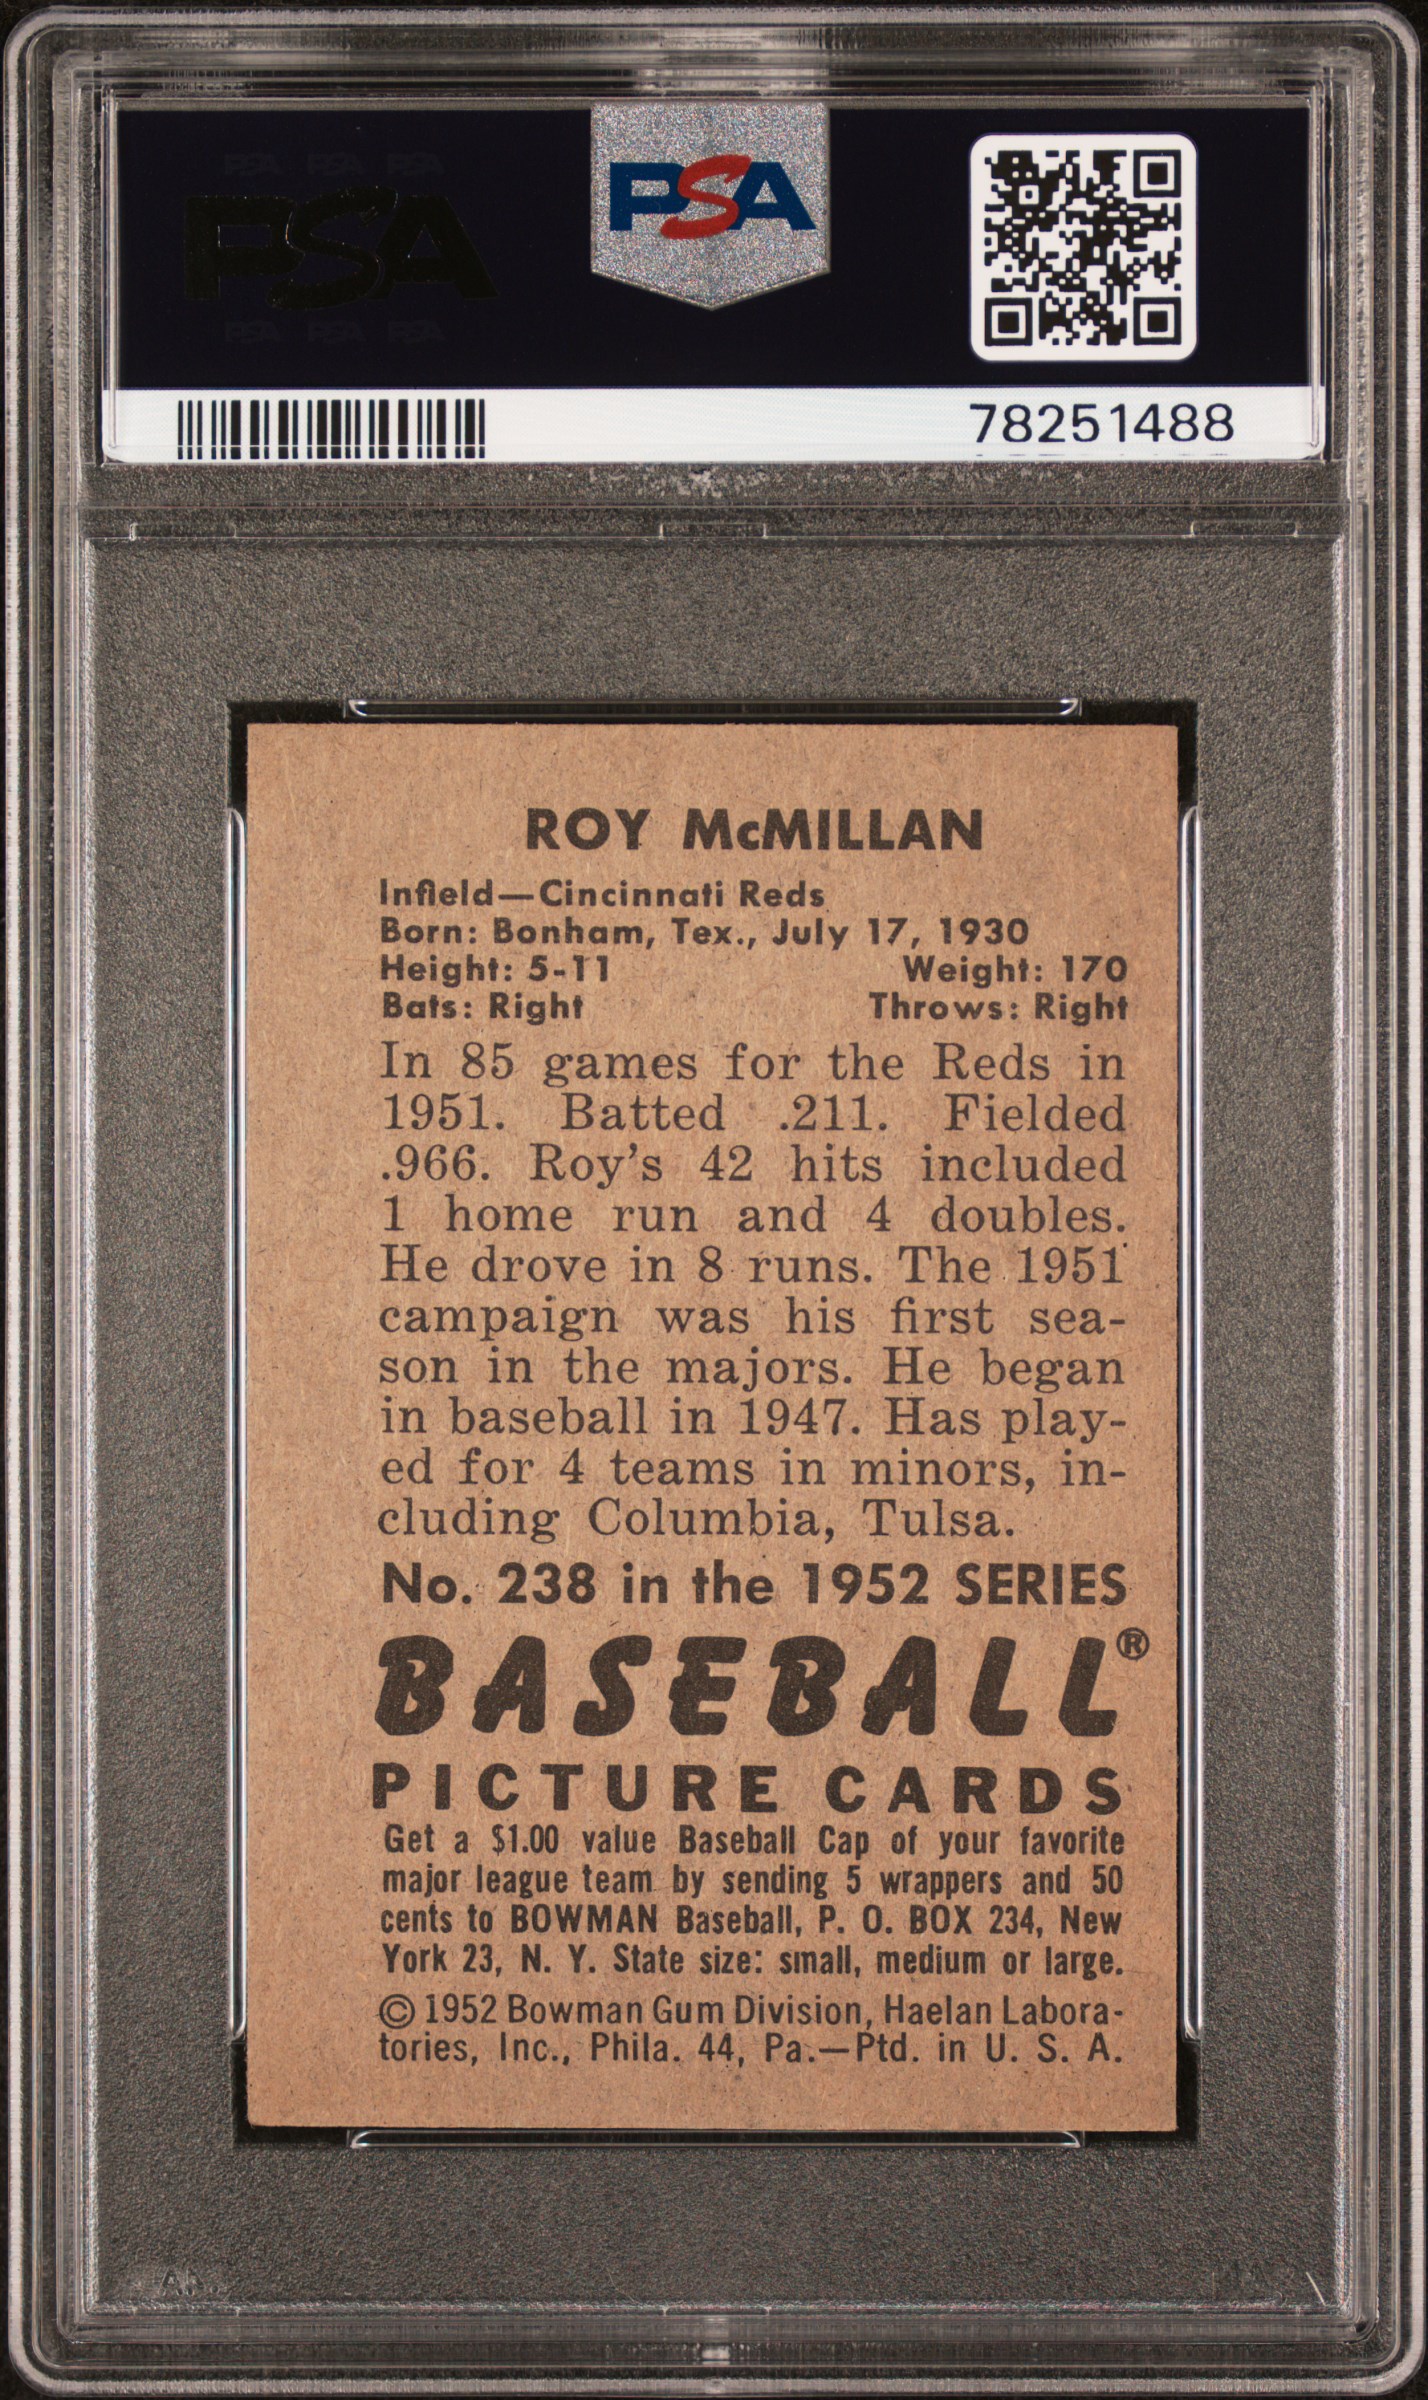 PSA PSA PSA
PSA
PSA PSA PSA
PSA
78251488
ROY McMILLAN
Infield—Cincinnati Reds
Born: Bonham, Tex., July 17, 1930
Height: 5-11 Weight: 170
Bats: Right Throws: Right
In 85 games for the Reds in
1951. Batted .211. Fielded
.966. Roy's 42 hits included
1 home run and 4 doubles.
He drove in 8 runs. The 1951
campaign was his first sea-
son in the majors. He began
in baseball in 1947. Has play-
ed for 4 teams in minors, in-
cluding Columbia, Tulsa.
No. 238 in the 1952 SERIES
BASEBALL®
PICTURE CARDS
Get a $1.00 value Baseball Cap of your favorite
major league team by sending 5 wrappers and 50
cents to BOWMAN Baseball, P. O. BOX 234, New
York 23, N. Y. State size: small, medium or large.
© 1952 Bowman Gum Division, Haelan Labora-
tories, Inc., Phila. 44, Pa.—Ptd. in U. S. A.